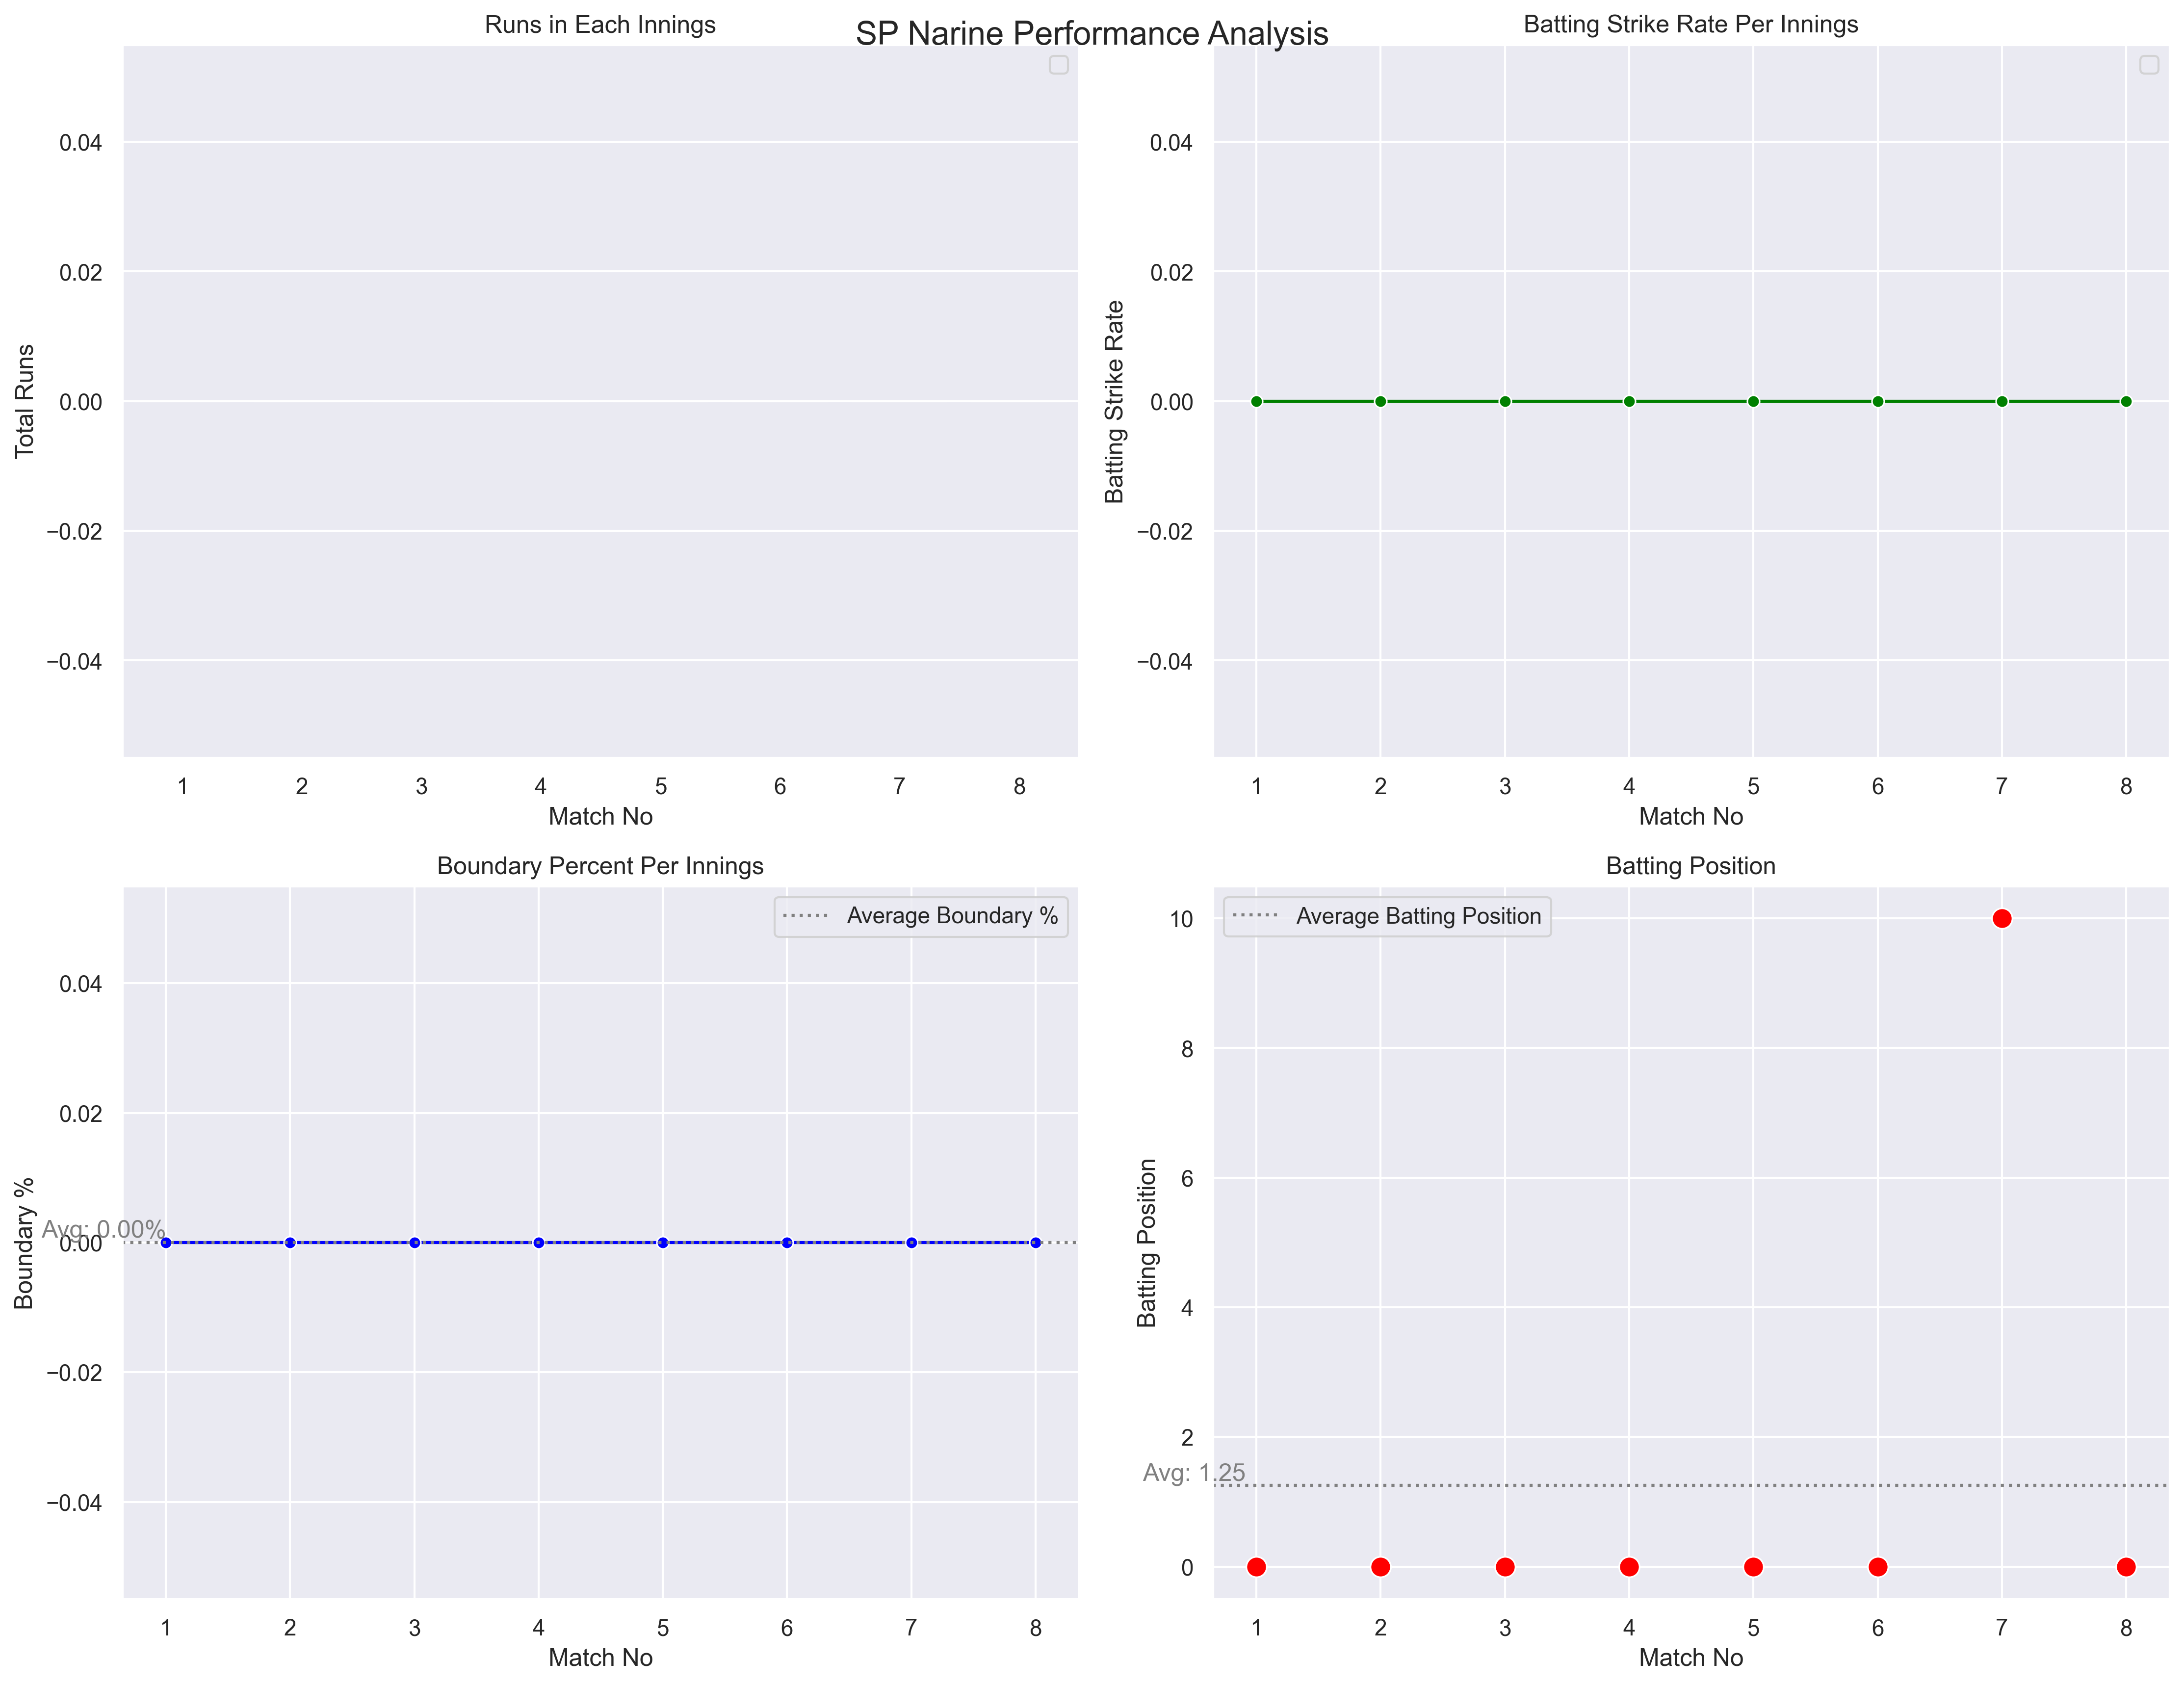 SP Narine Performance Analysis
Runs in Each Innings
Total Runs
0.04
0.02
0.00
−0.02
−0.04
1 2 3 4 5 6 7 8
Match No
Batting Strike Rate Per Innings
Batting Strike Rate
0.04
0.02
0.00
−0.02
−0.04
1 2 3 4 5 6 7 8
Match No
Boundary Percent Per Innings
Average Boundary %
Boundary %
0.04
0.02
Avg: 0.00%
0.00
−0.02
−0.04
1 2 3 4 5 6 7 8
Match No
Batting Position
Average Batting Position
Batting Position
10
8
6
4
2
Avg: 1.25
0
1 2 3 4 5 6 7 8
Match No